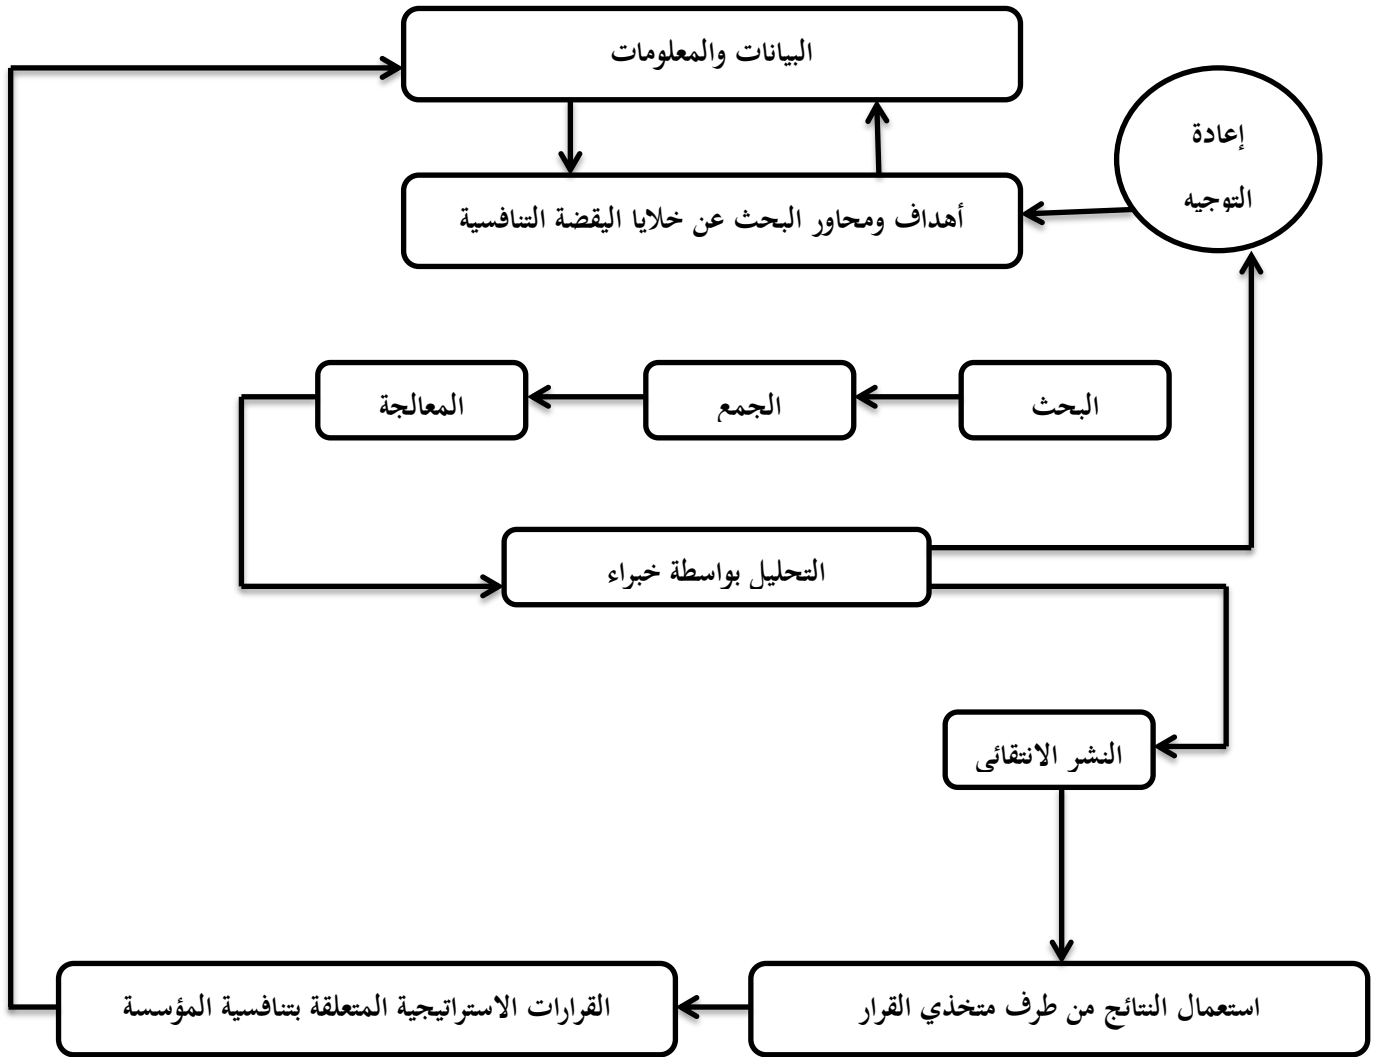 البيانات والمعلومات
إعادة
التوجيه
أهداف ومحاور البحث عن خلايا اليقضة التنافسية
البحث
الجمع
المعالجة
التحليل بواسطة خبراء
النشر الانتقائي
استعمال النتائج من طرف متخذي القرار
القرارات الاستراتيجية المتعلقة بتنافسية المؤسسة